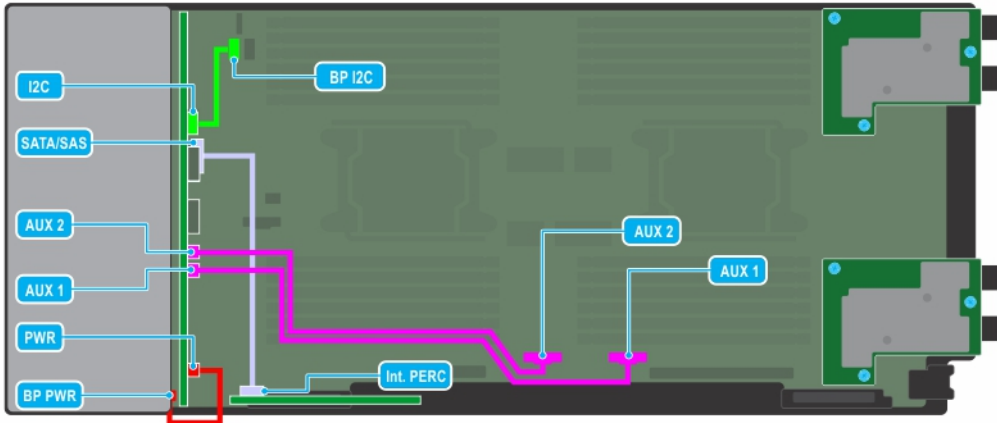 I2C
BP I2C
SATA/SAS
AUX 2
AUX 2
AUX 1
AUX 1
PWR
Int. PERC
BP PWR